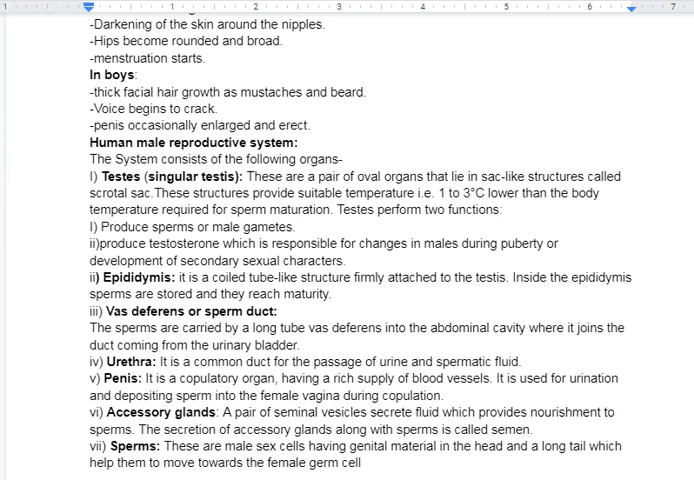 1 1 2 3 4 5 6 7
-Darkening of the skin around the nipples.
-Hips become rounded and broad.
-menstruation starts.
In boys:
-thick facial hair growth as mustaches and beard.
-Voice begins to crack.
-penis occasionally enlarged and erect.
Human male reproductive system:
The System consists of the following organs-
I) Testes (singular testis): These are a pair of oval organs that lie in sac-like structures called
scrotal sac.These structures provide suitable temperature i.e. 1 to 3°C lower than the body
temperature required for sperm maturation. Testes perform two functions:
I) Produce sperms or male gametes.
ii)produce testosterone which is responsible for changes in males during puberty or
development of secondary sexual characters.
ii) Epididymis: it is a coiled tube-like structure firmly attached to the testis. Inside the epididymis
sperms are stored and they reach maturity.
iii) Vas deferens or sperm duct:
The sperms are carried by a long tube vas deferens into the abdominal cavity where it joins the
duct coming from the urinary bladder.
iv) Urethra: It is a common duct for the passage of urine and spermatic fluid.
v) Penis: It is a copulatory organ, having a rich supply of blood vessels. It is used for urination
and depositing sperm into the female vagina during copulation.
vi) Accessory glands: A pair of seminal vesicles secrete fluid which provides nourishment to
sperms. The secretion of accessory glands along with sperms is called semen.
vii) Sperms: These are male sex cells having genital material in the head and a long tail which
help them to move towards the female germ cell